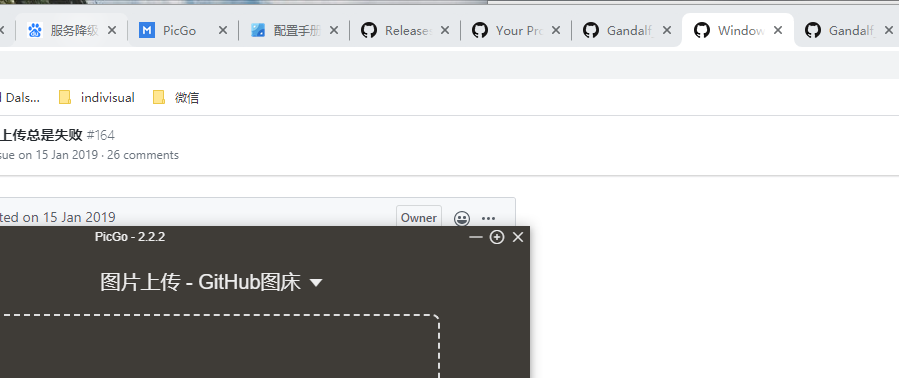 服务降级
PicGo
配置手册
Release
Your Pro
Gandalf
Window
Gandalf
Dals...
indivisual
微信
上传总是失败 #164
sue on 15 Jan 2019 · 26 comments
ted on 15 Jan 2019
Owner
PicGo - 2.2.2
图片上传 - GitHub图床